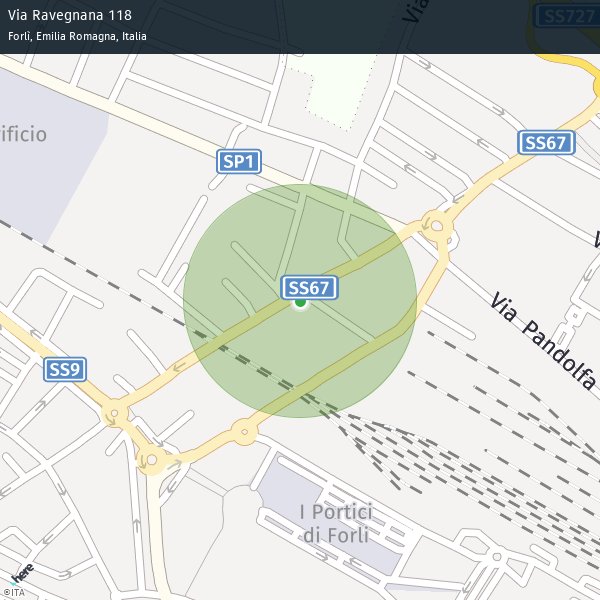 Via Ravegnana 118
Forlì, Emilia Romagna, Italia
SS727
Via
ificio
SP1
SS67
SS67
Via Pandolfa
SS9
I Portici
di Forlì
here
©ITA